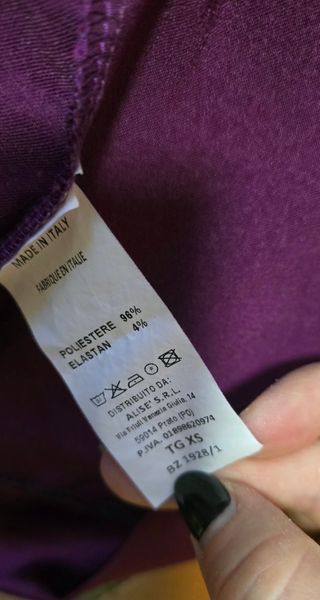 MADE IN ITALY
FABRIQUE EN ITALIE
POLIESTERE 96%
ELASTAN 4%
DISTRIBUITO DA:
ALISE' S.R.L.
Via Friuli Venezia Giulia 14
59014 Prato (PO)
P.IVA. 01898620974
TG XS
BZ 1928/1